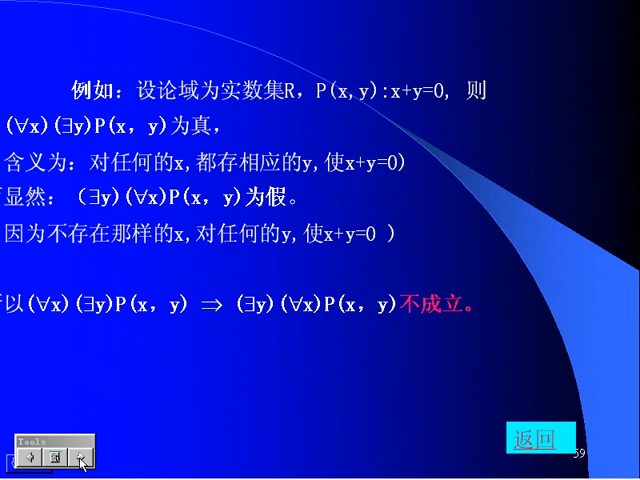 例如：设论域为实数集R，P(x,y):x+y=0, 则
(∀x)(∃y)P(x，y)为真，
含义为：对任何的x,都存相应的y,使x+y=0)
显然：（∃y)(∀x)P(x，y)为假。
因为不存在那样的x,对任何的y,使x+y=0 )
以(∀x)(∃y)P(x，y) ⇒ (∃y)(∀x)P(x，y)不成立。
Tools
返回
59